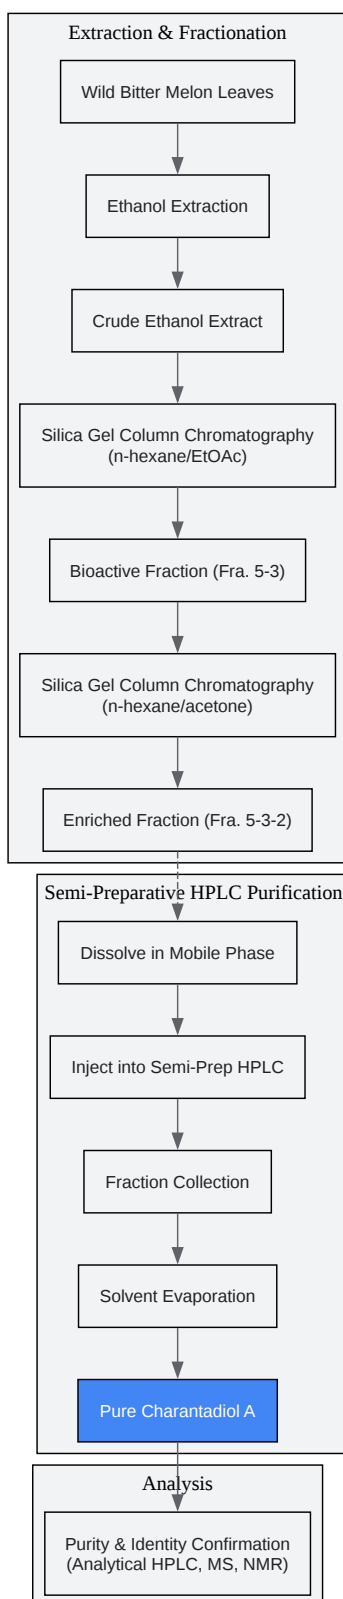 Extraction & Fractionation
Wild Bitter Melon Leaves
Ethanol Extraction
Crude Ethanol Extract
Silica Gel Column Chromatography
(n-hexane/EtOAc)
Bioactive Fraction (Fra. 5-3)
Silica Gel Column Chromatography
(n-hexane/acetone)
Enriched Fraction (Fra. 5-3-2)
Semi-Preparative HPLC Purification
Dissolve in Mobile Phase
Inject into Semi-Prep HPLC
Fraction Collection
Solvent Evaporation
Pure Charantadiol A
Analysis
Purity & Identity Confirmation
(Analytical HPLC, MS, NMR)